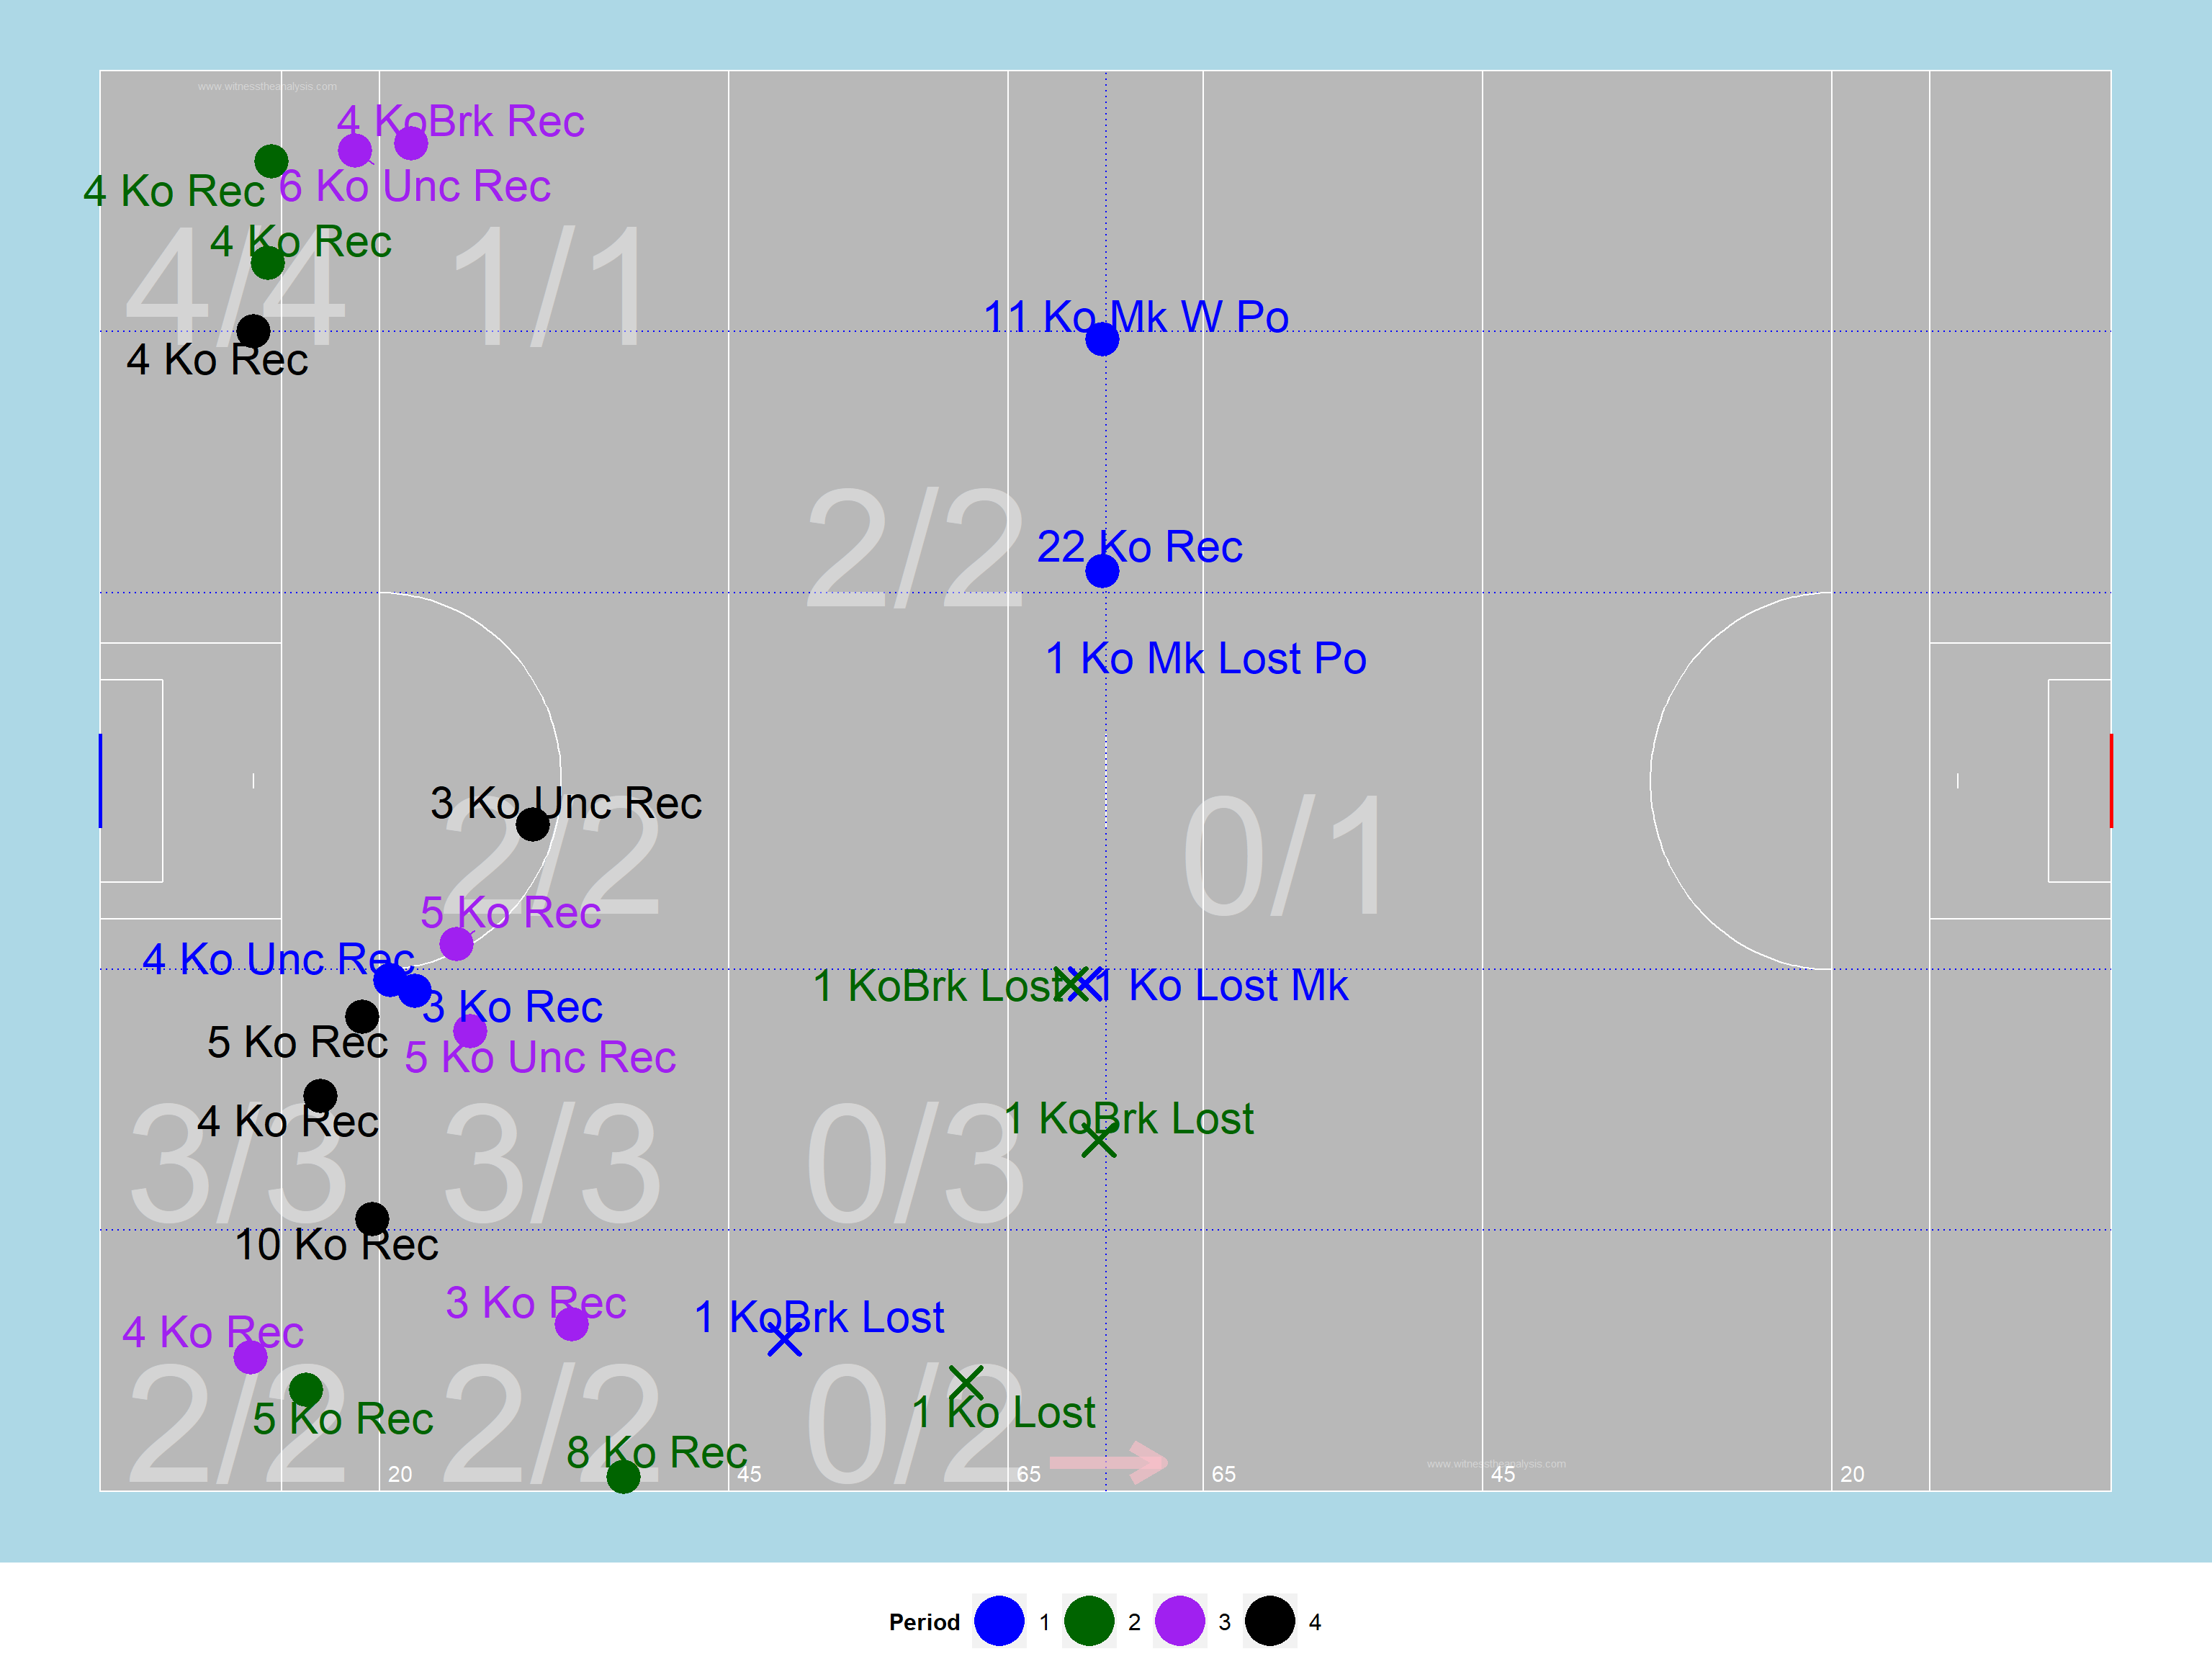 www.witnesstheanalysis.com
4 KoBrk Rec
4 Ko Rec
6 Ko Unc Rec
4 Ko Rec
4/4
1/1
11 Ko Mk W Po
4 Ko Rec
2/2
22 Ko Rec
1 Ko Mk Lost Po
3 Ko Unc Rec
2/2
0/1
5 Ko Rec
4 Ko Unc Rec
1 KoBrk Lost
1 Ko Lost Mk
3 Ko Rec
5 Ko Rec
5 Ko Unc Rec
4 Ko Rec
1 KoBrk Lost
3/3
3/3
0/3
10 Ko Rec
3 Ko Rec
1 KoBrk Lost
4 Ko Rec
5 Ko Rec
1 Ko Lost
2/2
2/2
0/2
8 Ko Rec
www.witnesstheanalysis.com
20
45
65
65
45
20
Period 1 2 3 4